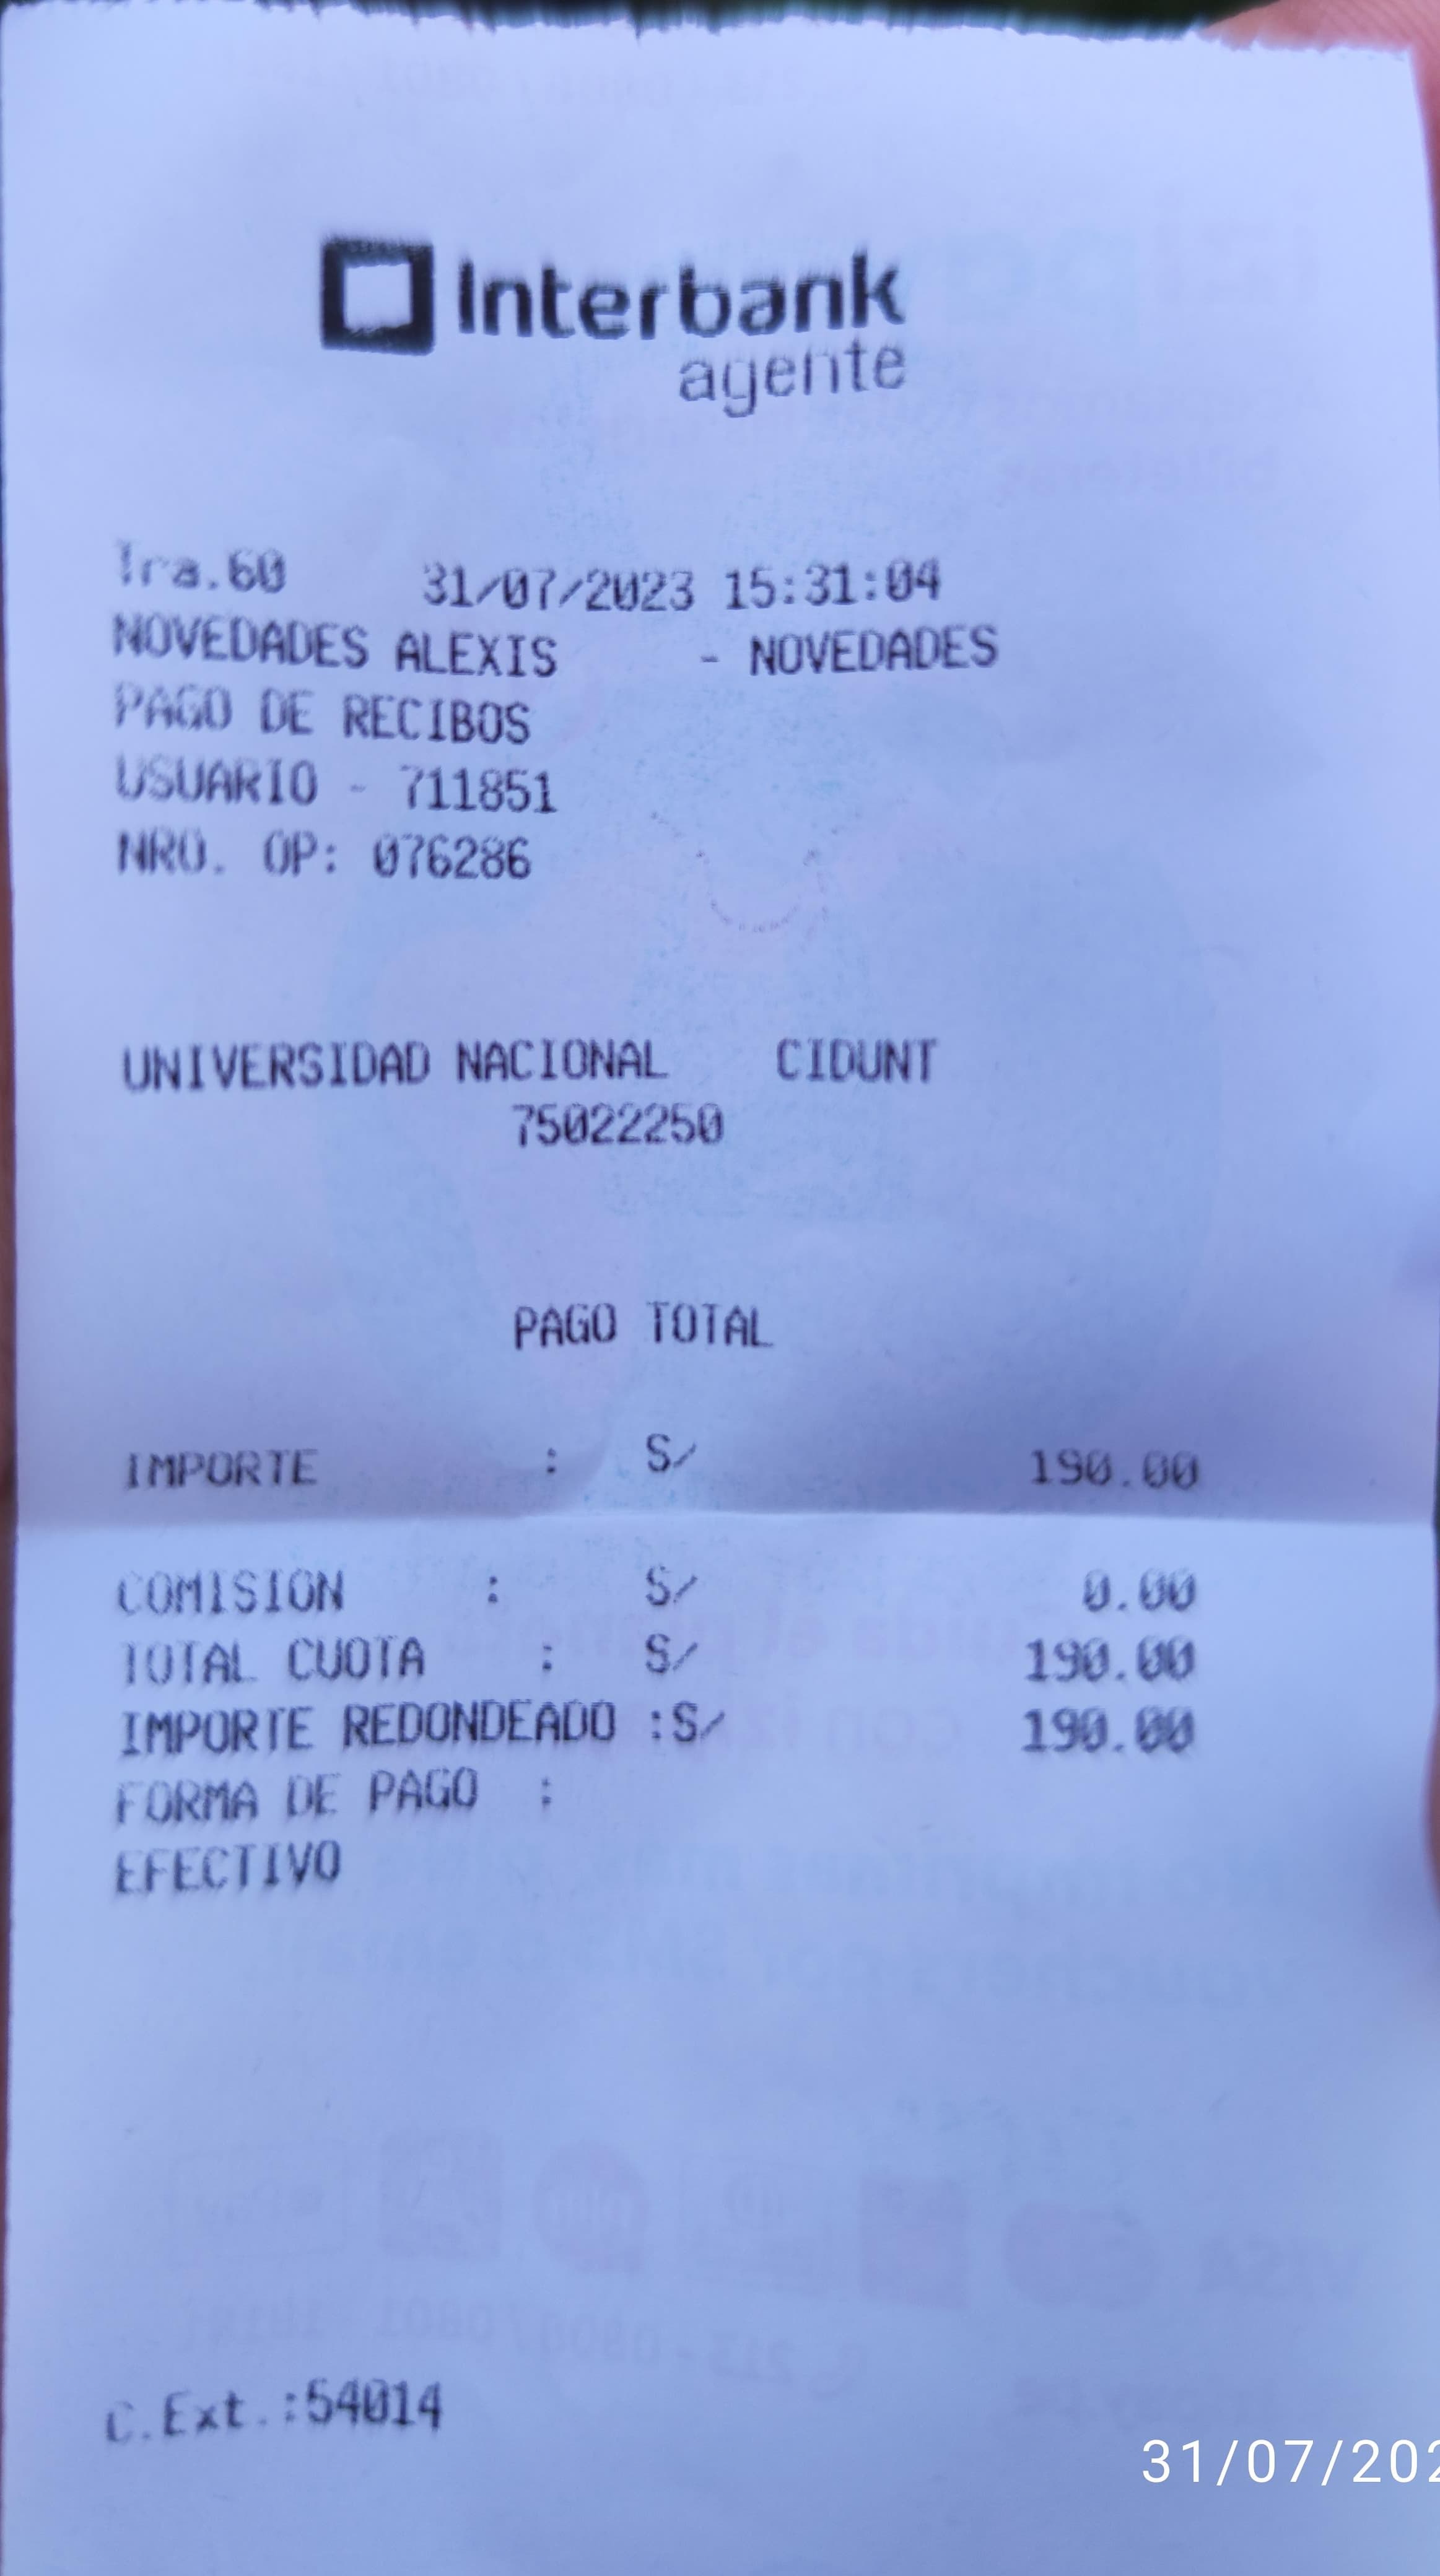 Interbank
agente
Tra.60 31/07/2023 15:31:04
NOVEDADES ALEXIS - NOVEDADES
PAGO DE RECIBOS
USUARIO - 711851
NRO. OP: 076286
UNIVERSIDAD NACIONAL CIDUNT
75022250
PAGO TOTAL
IMPORTE : S/ 190.00
COMISION : S/ 0.00
TOTAL CUOTA : S/ 190.00
IMPORTE REDONDEADO :S/ 190.00
FORMA DE PAGO :
EFECTIVO
C.Ext.:54014
31/07/202